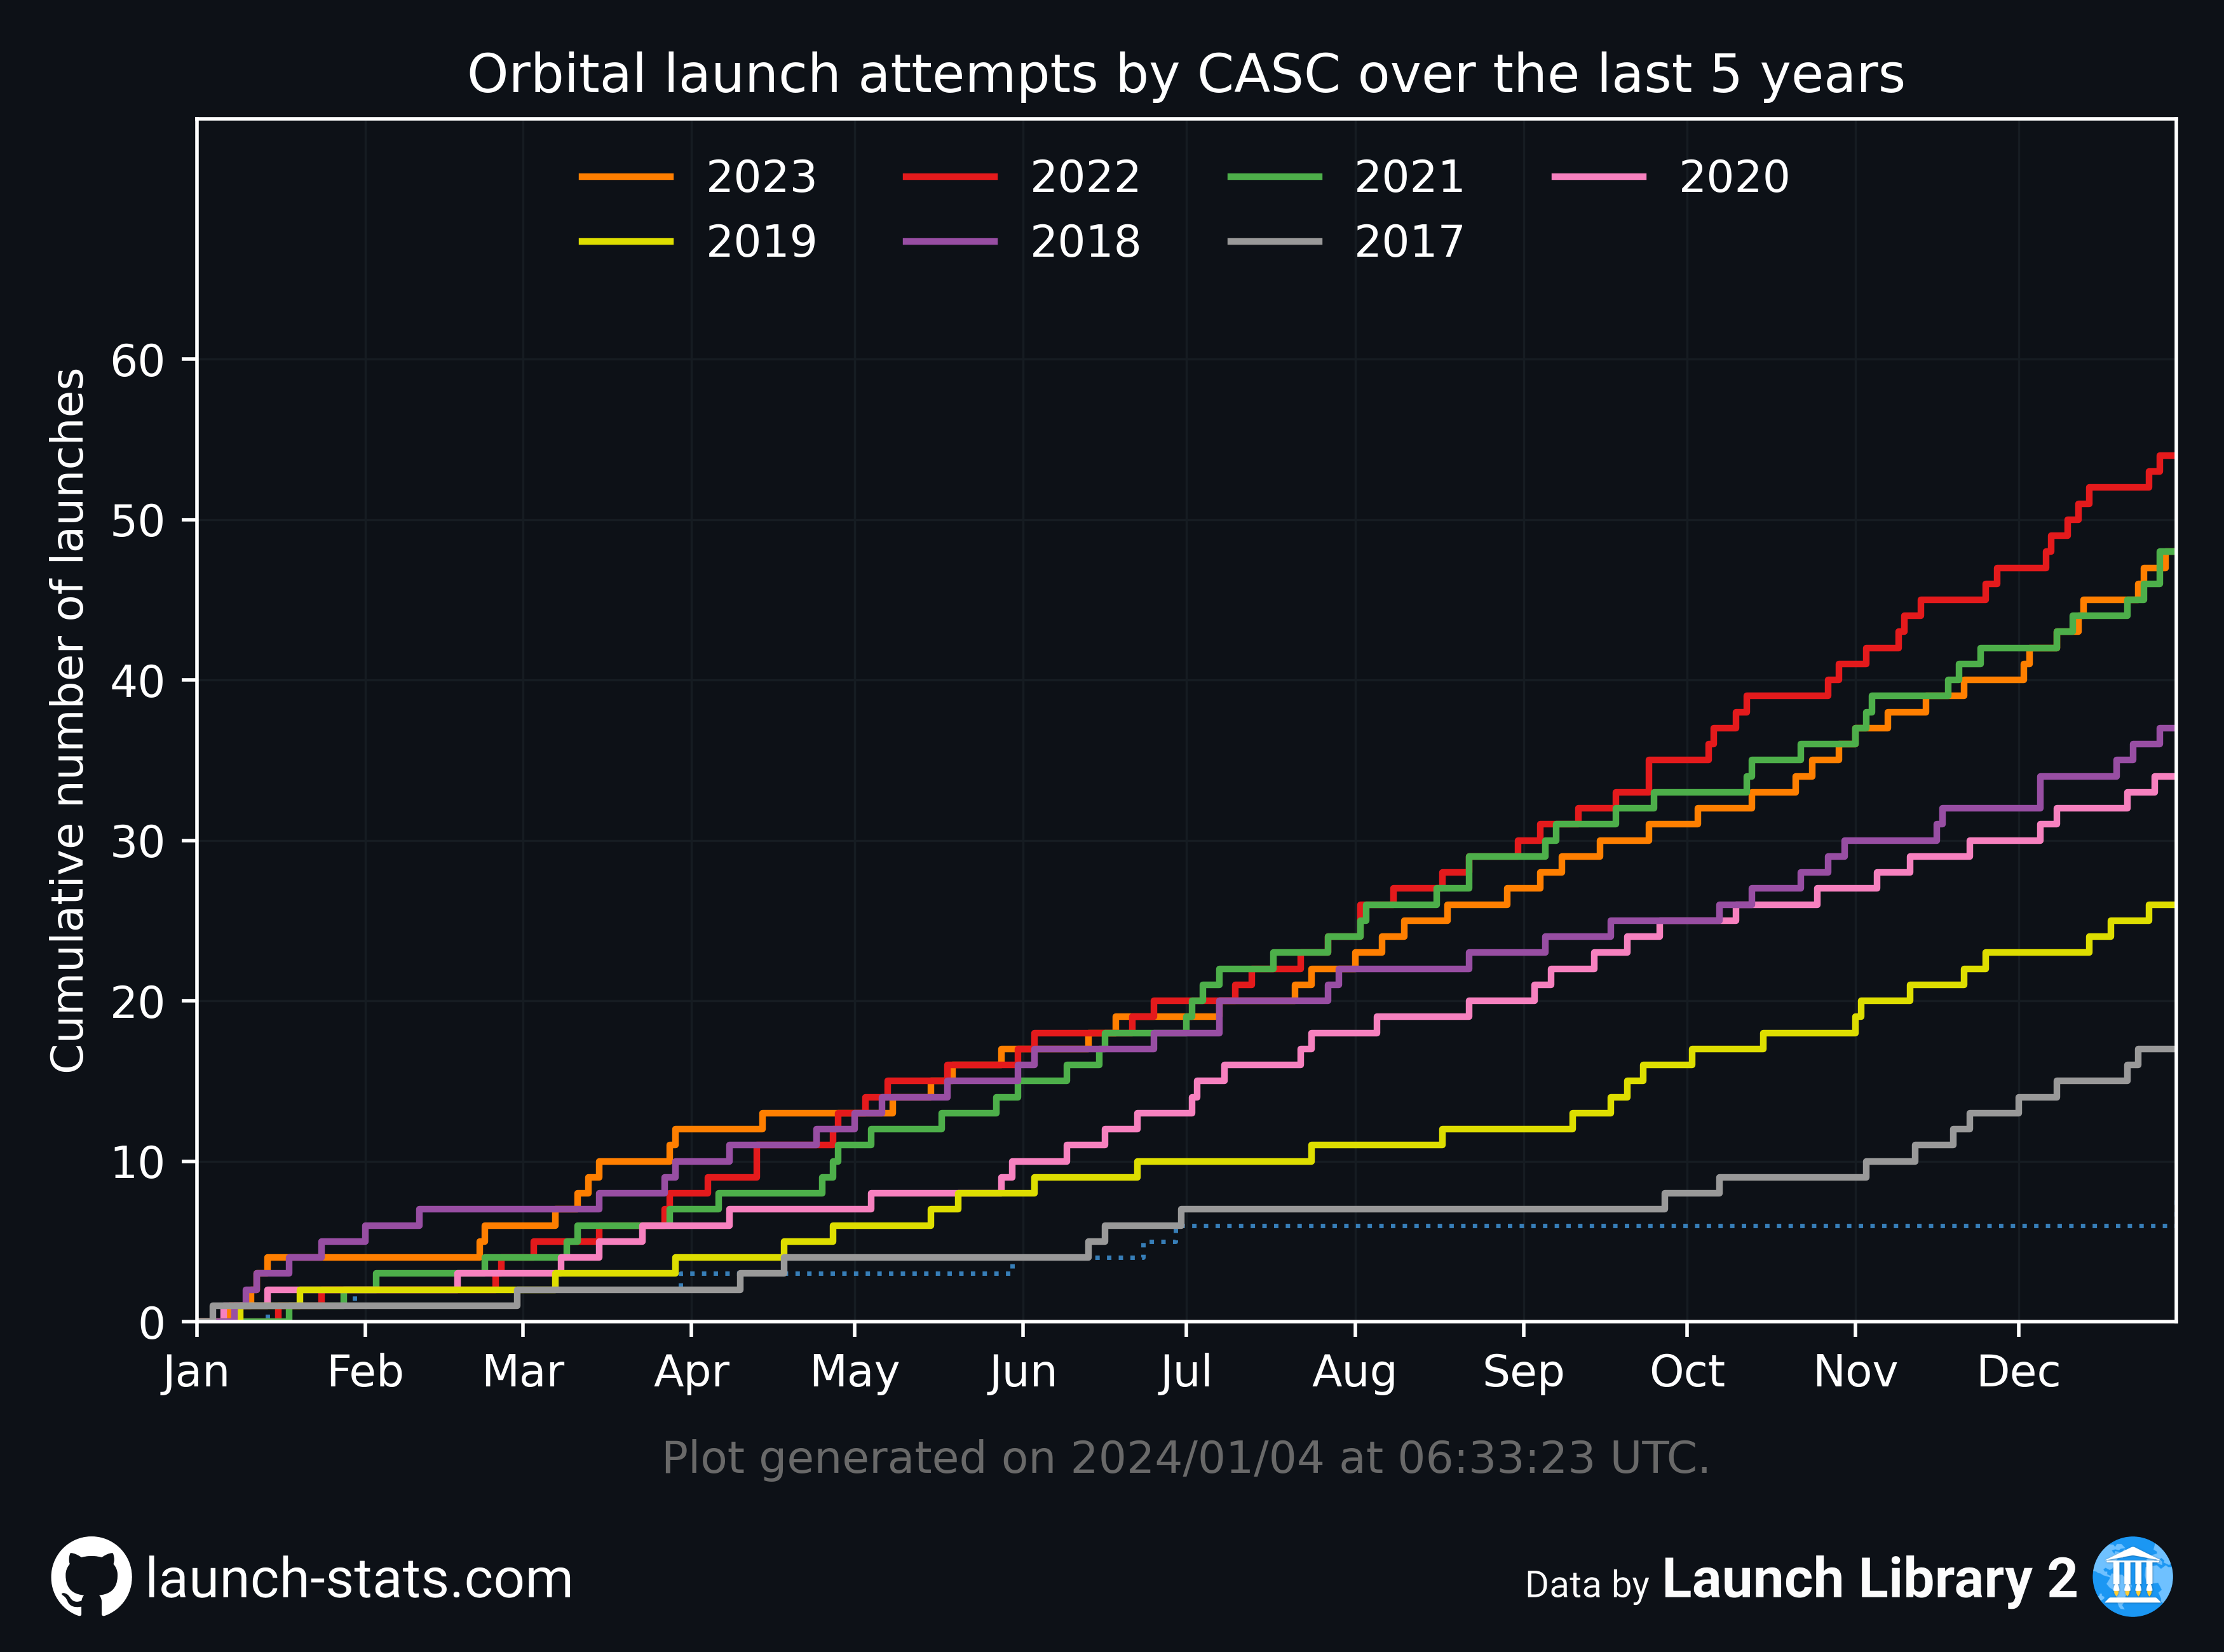 Orbital launch attempts by CASC over the last 5 years
2023 2022 2021 2020
2019 2018 2017
Cumulative number of launches
60
50
40
30
20
10
0
Jan Feb Mar Apr May Jun Jul Aug Sep Oct Nov Dec
Plot generated on 2024/01/04 at 06:33:23 UTC.
launch-stats.com
Data by Launch Library 2